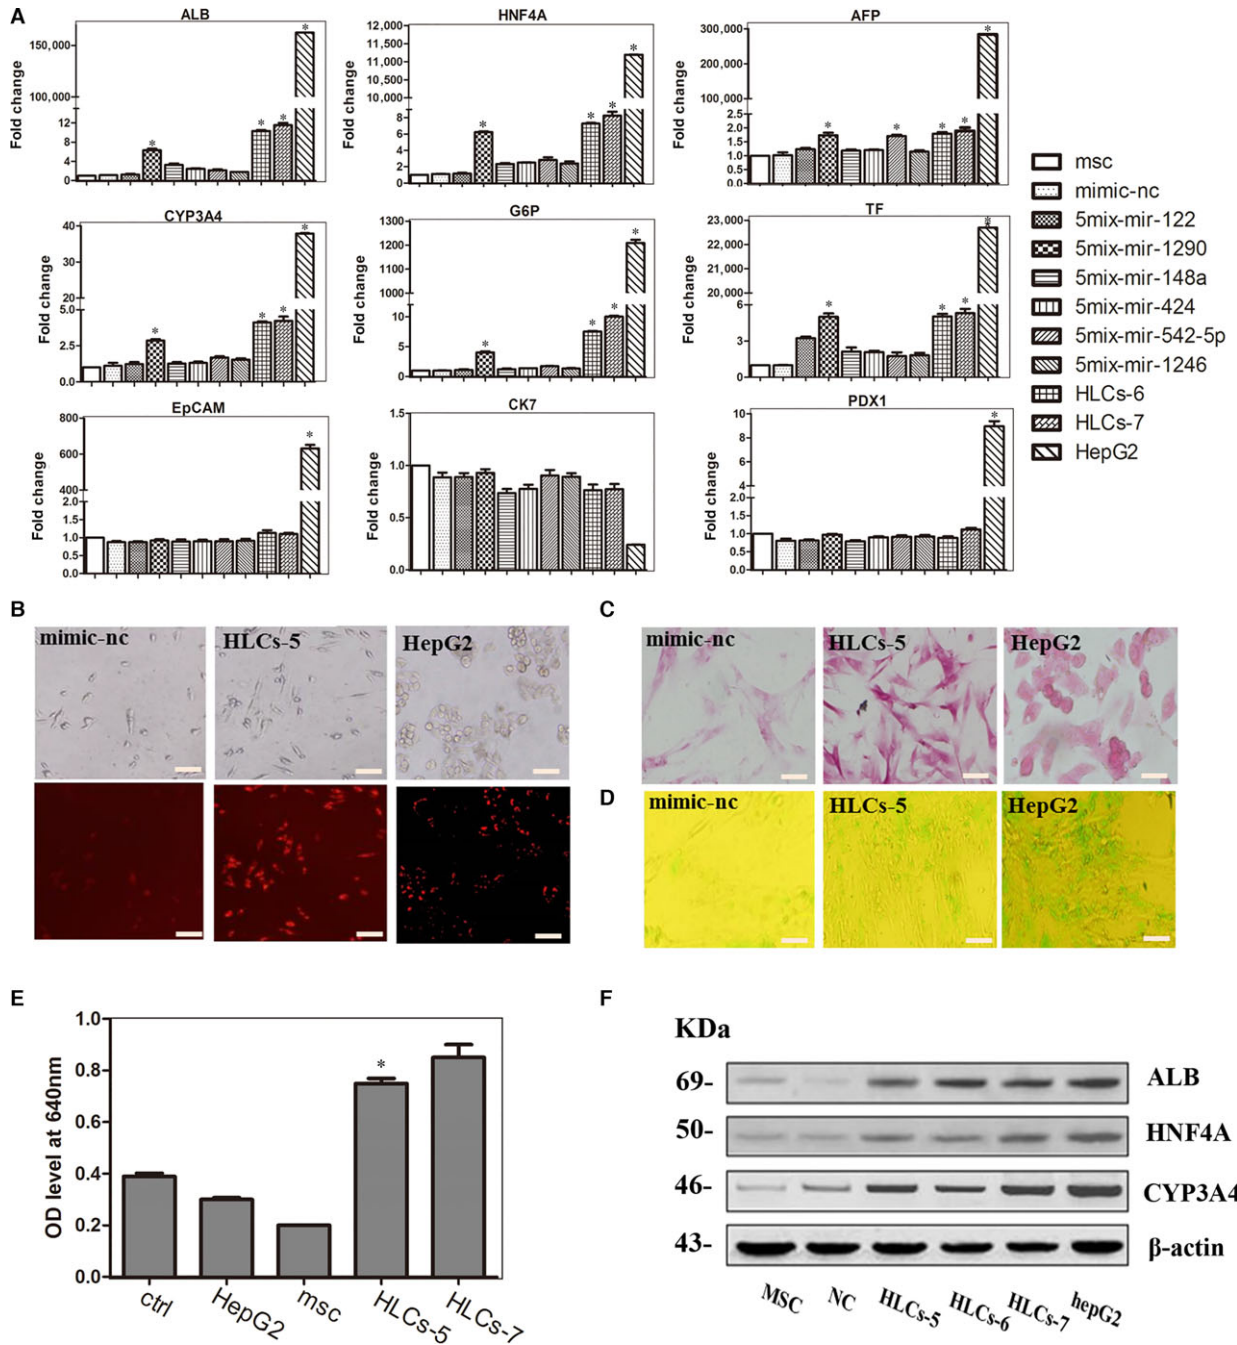 A
ALB
Fold change
150,000
100,000
12
8
4
0
*
*
*
*
HNF4A
Fold change
12,000
11,500
11,000
10,500
10,000
8
6
4
2
0
*
*
*
*
AFP
Fold change
300,000
200,000
100,000
2.5
2.0
1.5
1.0
0.5
0.0
*
*
*
*
*
CYP3A4
Fold change
40
30
20
5.0
2.5
0.0
*
*
*
*
G6P
Fold change
1300
1200
1100
1000
10
5
0
*
*
*
*
TF
Fold change
23,000
22,000
21,000
20,000
6
3
0
*
*
*
*
EpCAM
Fold change
800
600
400
2.0
1.5
1.0
0.5
0.0
*
CK7
Fold change
1.5
1.0
0.5
0.0
PDX1
Fold change
10
8
6
4
2.0
1.5
1.0
0.5
0.0
*
msc
mimic-nc
5mix-mir-122
5mix-mir-1290
5mix-mir-148a
5mix-mir-424
5mix-mir-542-5p
5mix-mir-1246
HLCs-6
HLCs-7
HepG2
B
mimic-nc
HLCs-5
HepG2
C
mimic-nc
HLCs-5
HepG2
D
mimic-nc
HLCs-5
HepG2
E
OD level at 640nm
1.0
0.8
0.6
0.4
0.2
0.0
*
ctrl
HepG2
msc
HLCs-5
HLCs-7
F
KDa
69-
ALB
50-
HNF4A
46-
CYP3A4
43-
β-actin
MSC
NC
HLCs-5
HLCs-6
HLCs-7
hepG2